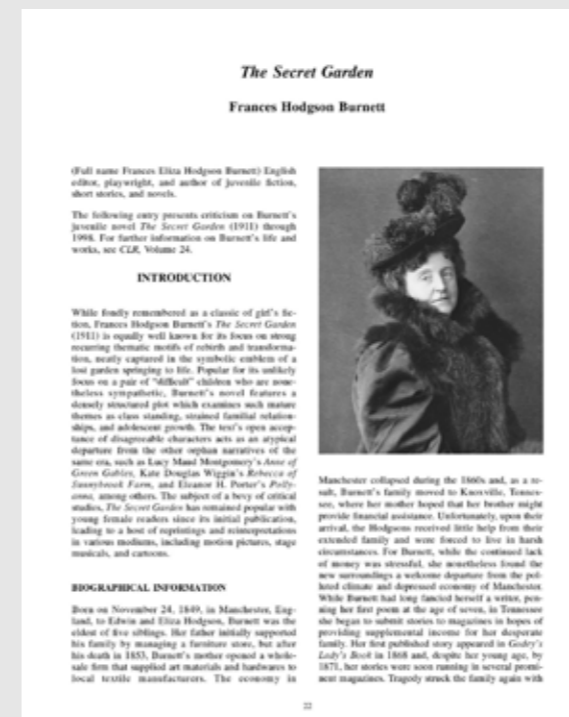 The Secret Garden
Frances Hodgson Burnett
(Full name Frances Eliza Hodgson Burnett) English
editor, playwright, and author of juvenile fiction,
short stories, and novels.
The following entry presents criticism on Burnett's
juvenile novel The Secret Garden (1911) through
1998. For further information on Burnett's life and
works, see CLR, Volume 24.
INTRODUCTION
While fondly remembered as a classic of girl's fic-
tion, Frances Hodgson Burnett's The Secret Garden
(1911) is equally well known for its focus on strong
recurring thematic motifs of rebirth and transforma-
tion, neatly captured in the symbolic emblem of a
lost garden springing to life. Popular for its unlikely
focus on a pair of "difficult" children who are none-
theless sympathetic, Burnett's novel features a
densely structured plot which examines such mature
themes as class standing, strained familial relation-
ships, and adolescent growth. The text's open accep-
tance of disagreeable characters acts as an atypical
departure from the other orphan narratives of the
same era, such as Lucy Maud Montgomery's Anne of
Green Gables, Kate Douglas Wiggin's Rebecca of
Sunnybrook Farm, and Eleanor H. Porter's Polly-
anna, among others. The subject of a bevy of critical
studies, The Secret Garden has remained popular with
young female readers since its initial publication,
leading to a host of reprintings and reinterpretations
in various mediums, including motion pictures, stage
musicals, and cartoons.
BIOGRAPHICAL INFORMATION
Born on November 24, 1849, in Manchester, Eng-
land, to Edwin and Eliza Hodgson, Burnett was the
eldest of five siblings. Her father initially supported
his family by managing a furniture store, but after
his death in 1853, Burnett's mother opened a whole-
sale firm that supplied art materials and hardwares to
local textile manufacturers. The economy in
Manchester collapsed during the 1860s and, as a re-
sult, Burnett's family moved to Knoxville, Tennes-
see, where her mother hoped that her brother might
provide financial assistance. Unfortunately, upon their
arrival, the Hodgsons received little help from their
extended family and were forced to live in harsh
circumstances. For Burnett, while the continued lack
of money was stressful, she nonetheless found the
new surroundings a welcome departure from the pol-
luted climate and depressed economy of Manchester.
While Burnett had long fancied herself a writer, pen-
ning her first poem at the age of seven, in Tennessee
she began to submit stories to magazines in hopes of
providing supplemental income for her desperate
family. Her first published story appeared in Godey's
Lady's Book in 1868 and, despite her young age, by
1871, her stories were soon running in several promi-
nent magazines. Tragedy struck the family again with
22